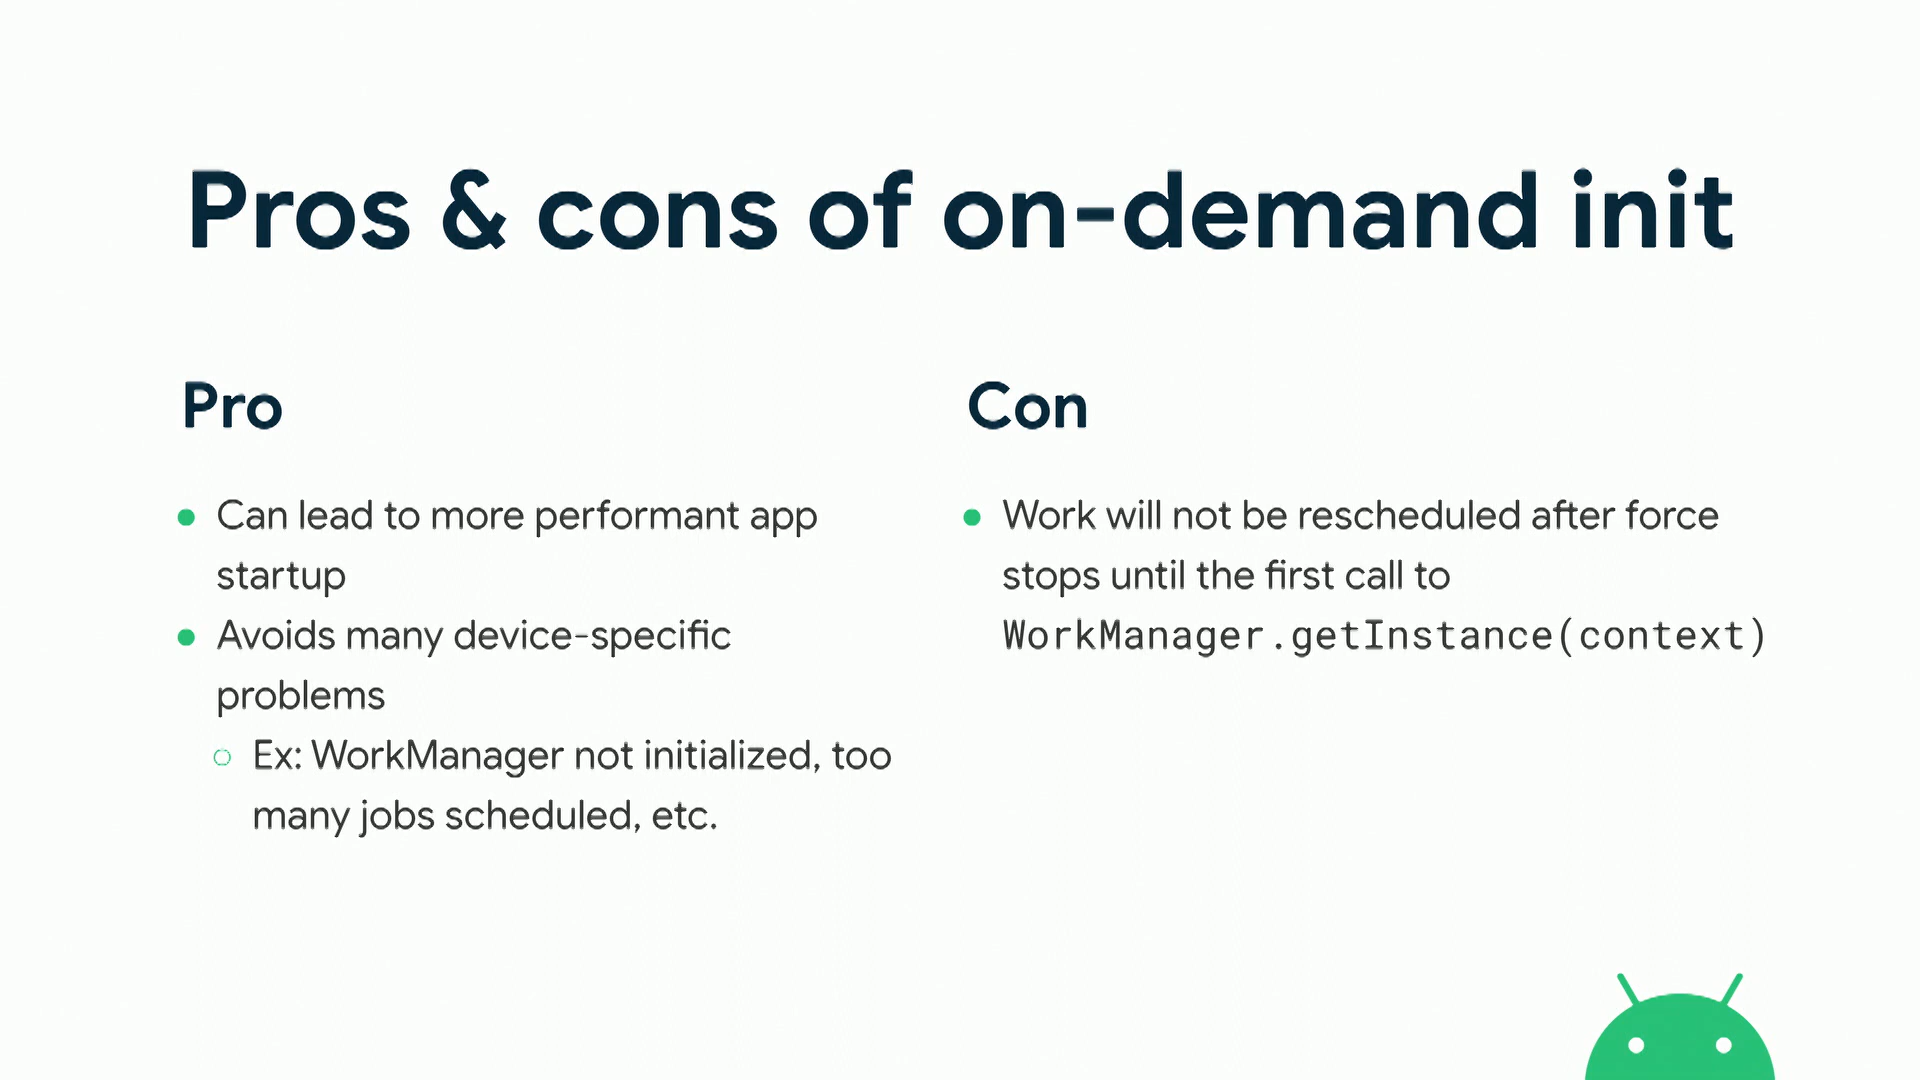 Pros & cons of on-demand init
Pro
Can lead to more performant app
startup
Avoids many device-specific
problems
Ex: WorkManager not initialized, too
many jobs scheduled, etc.
Con
Work will not be rescheduled after force
stops until the first call to
WorkManager.getInstance(context)